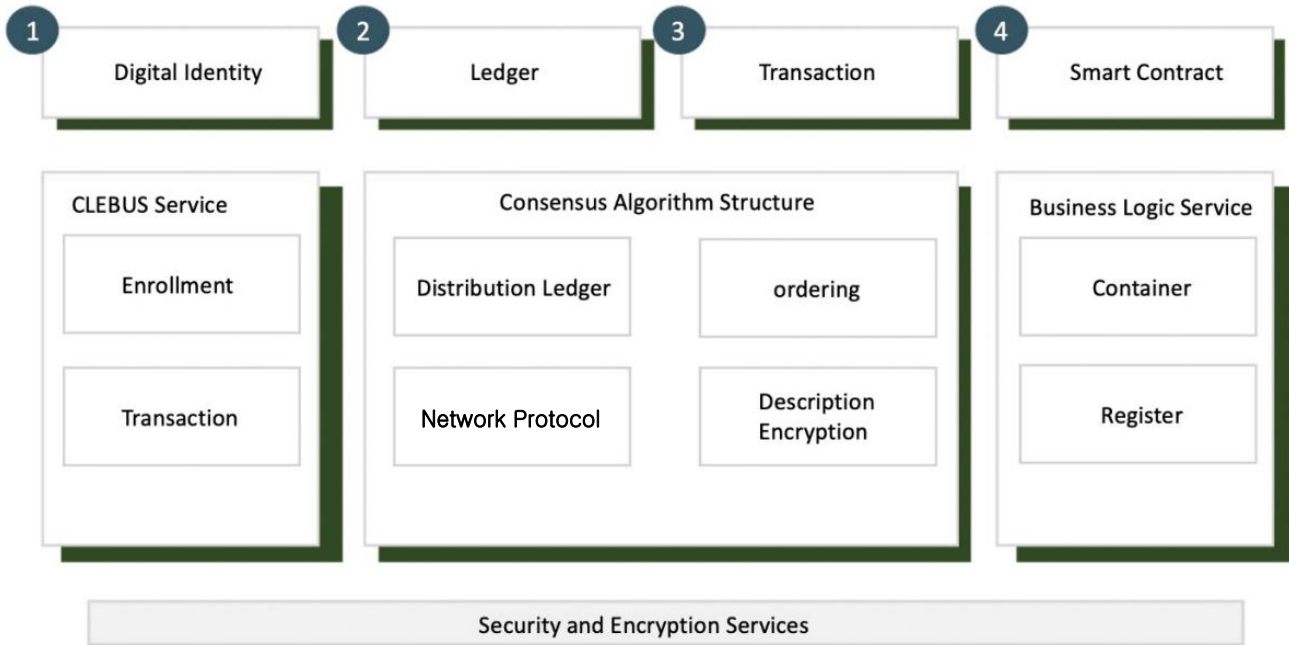 1
Digital Identity
2
Ledger
3
Transaction
4
Smart Contract
CLEBUS Service
Enrollment
Transaction
Consensus Algorithm Structure
Distribution Ledger
ordering
Network Protocol
Description
Encryption
Business Logic Service
Container
Register
Security and Encryption Services